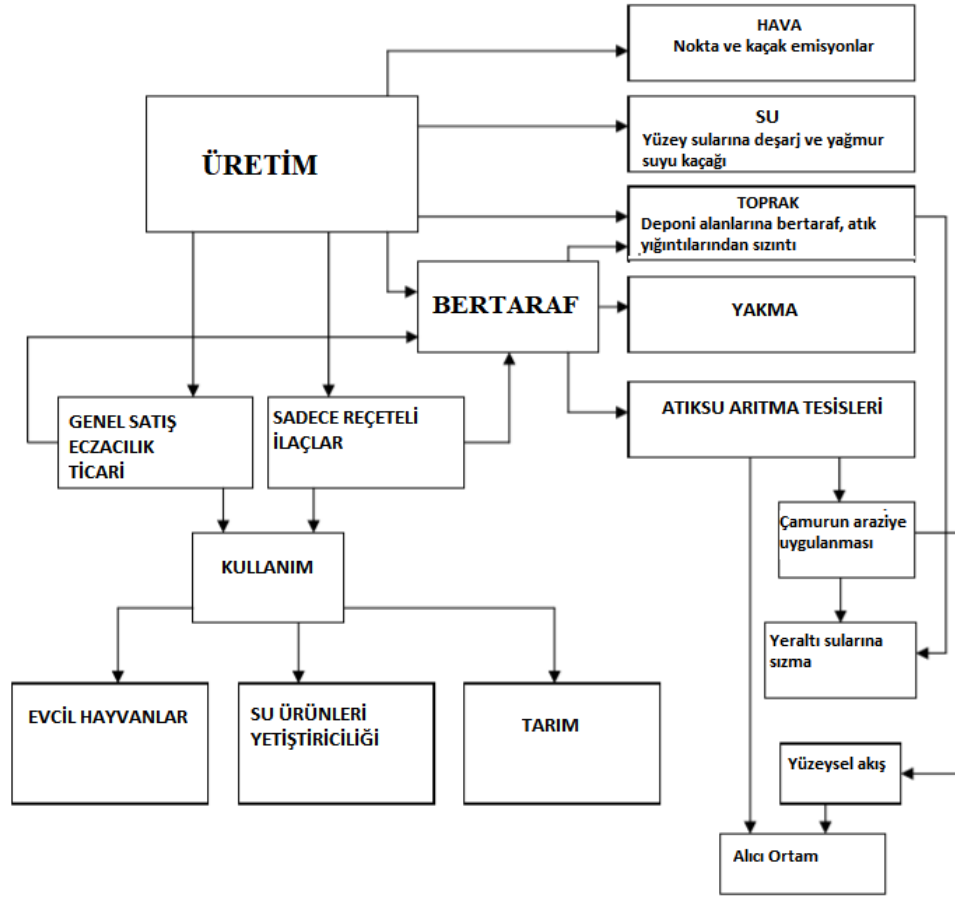 HAVA
Nokta ve kaçak emisyonlar
SU
Yüzey sularına deşarj ve yağmur
suyu kaçağı
ÜRETİM
TOPRAK
Deponi alanlarına bertaraf, atık
yığıntılarından sızıntı
BERTARAF
YAKMA
GENEL SATIŞ
ECZACILIK
TİCARİ
SADECE REÇETELİ
İLAÇLAR
ATIKSU ARITMA TESİSLERİ
Çamurun araziye
uygulanması
KULLANIM
Yeraltı sularına
sızma
EVCİL HAYVANLAR
SU ÜRÜNLERİ
YETİŞTİRİCİLİĞİ
TARIM
Yüzeysel akış
Alıcı Ortam